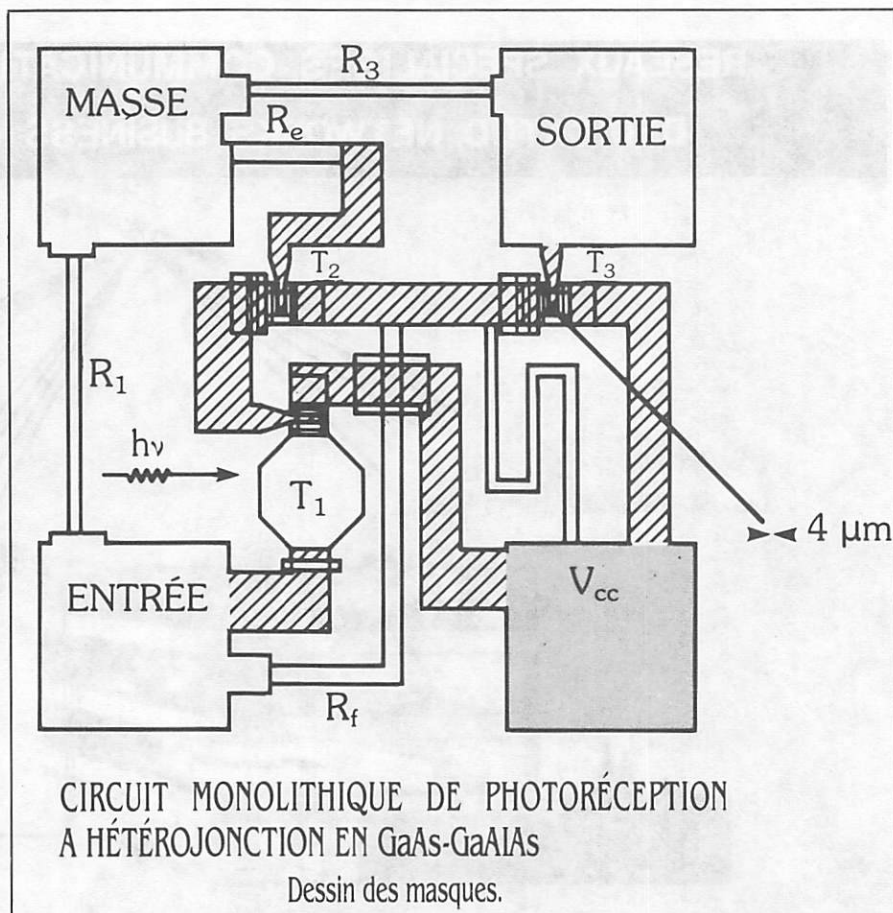 MASSE
R3
SORTIE
Re
T2
T3
R1
hν
T1
4 µm
ENTRÉE
Vcc
Rf
CIRCUIT MONOLITHIQUE DE PHOTORÉCEPTION
A HÉTÉROJONCTION EN GaAs-GaAlAs
Dessin des masques.